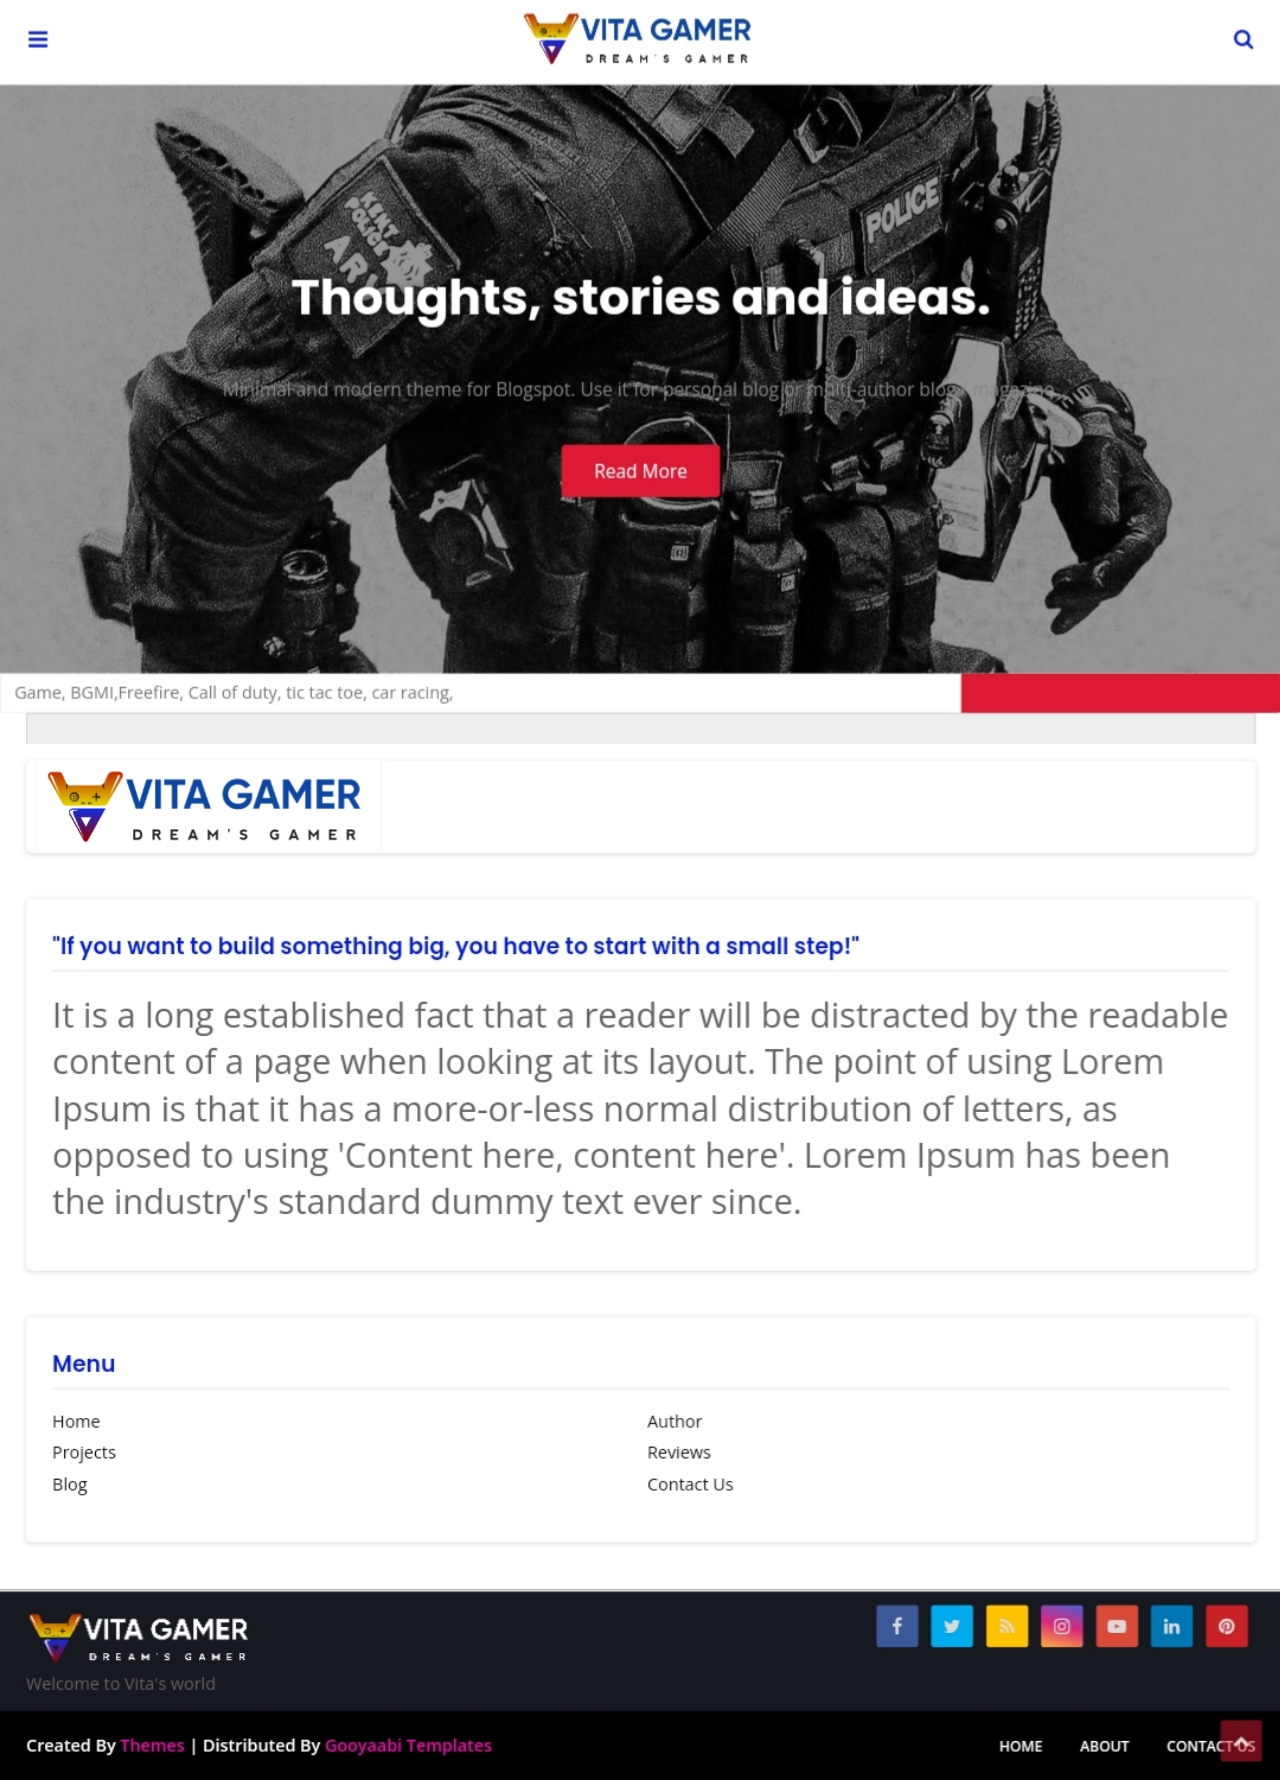 VITA GAMER
DREAM'S GAMER
KENT
POLICE
POLICE
Thoughts, stories and ideas.
Minimal and modern theme for Blogspot. Use it for personal blog or multi-author blog / magazine.
Read More
Game, BGMI,Freefire, Call of duty, tic tac toe, car racing,
VITA GAMER
DREAM'S GAMER
"If you want to build something big, you have to start with a small step!"
It is a long established fact that a reader will be distracted by the readable
content of a page when looking at its layout. The point of using Lorem
Ipsum is that it has a more-or-less normal distribution of letters, as
opposed to using 'Content here, content here'. Lorem Ipsum has been
the industry's standard dummy text ever since.
Menu
Home
Author
Projects
Reviews
Blog
Contact Us
VITA GAMER
DREAM'S GAMER
Welcome to Vita's world
Created By Themes | Distributed By Gooyaabi Templates
HOME ABOUT CONTACT US